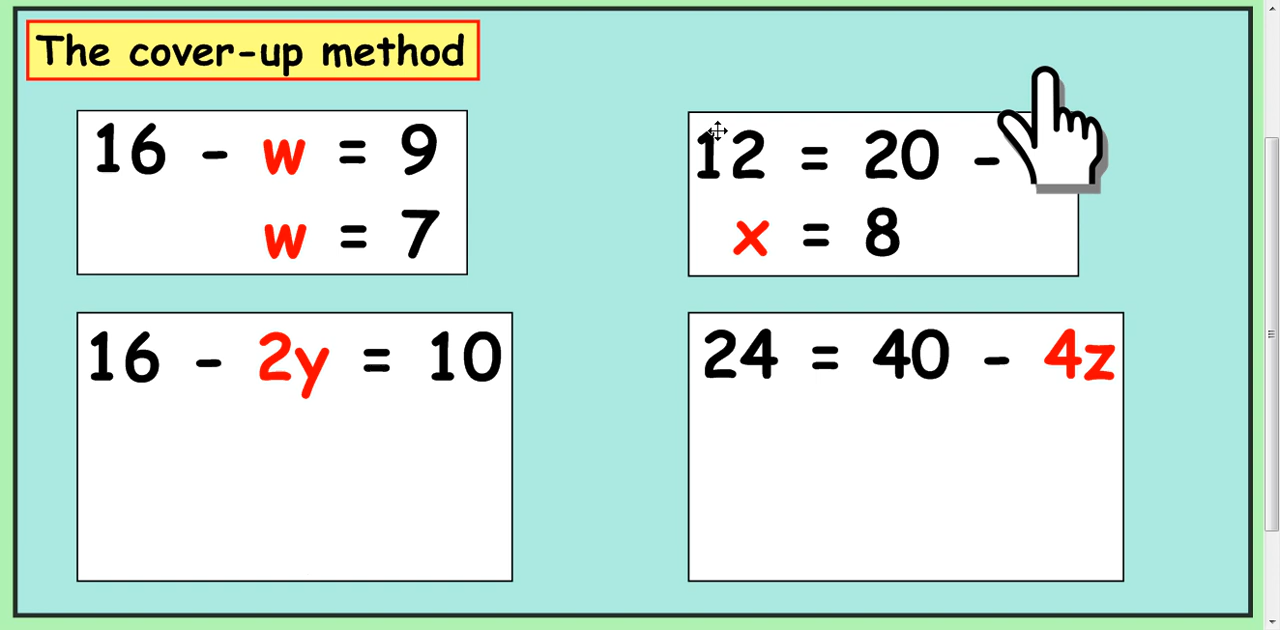 The cover-up method
16 - w = 9
w = 7
12 = 20 -
x = 8
16 - 2y = 10
24 = 40 - 4z